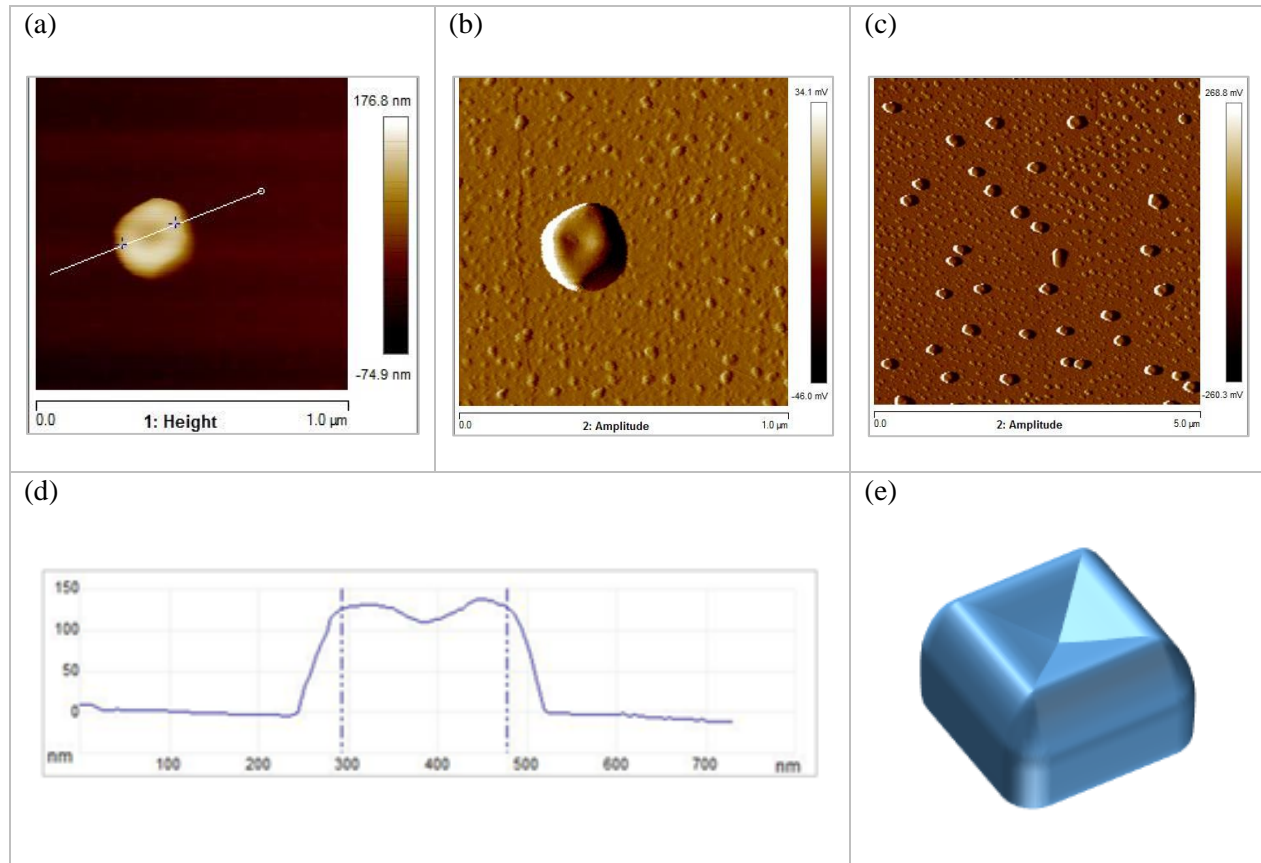 (a)
176.8 nm
-74.9 nm
0.0 1: Height 1.0 µm
(b)
34.1 mV
-46.0 mV
0.0 2: Amplitude 1.0 µm
(c)
268.8 mV
-260.3 mV
0.0 2: Amplitude 5.0 µm
(d)
150
100
50
0
nm 100 200 300 400 500 600 700 nm
(e)